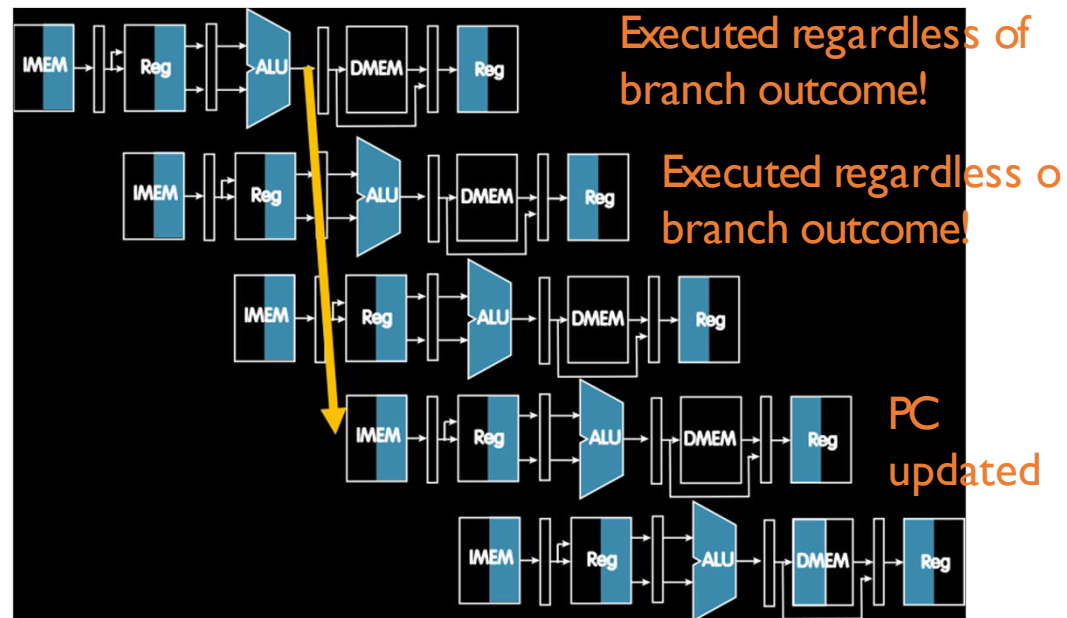 Executed regardless of
branch outcome!
IMEM Reg ALU DMEM Reg
Executed regardless o
branch outcome!
IMEM Reg ALU DMEM Reg
IMEM Reg ALU DMEM Reg
PC
updated
IMEM Reg ALU DMEM Reg
IMEM Reg ALU DMEM Reg